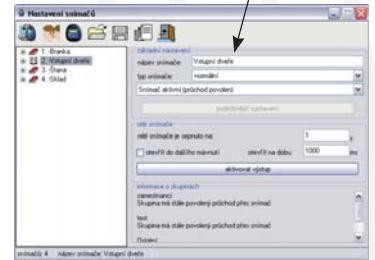 Nastavení snímačů
1. Branka
2. Vstupní dveře
3. Brana
4. Sklad
základní nastavení
název snímače Vstupní dveře
typ snímače normální
Snímač aktivní (průchod povolen)
podrobnější nastavení
relé snímače
relé snímače je sepnuto na: 1 s
otevřít do dalšího mávnutí otevřít na dobu 1000 ms
aktivovat výstup
informace o skupinách
zamestnanci
Skupina má stále povolený průchod přes snímač
test
Skupina má stále povolený průchod přes snímač
snímačů: 4 název snímače: Vstupní dveře